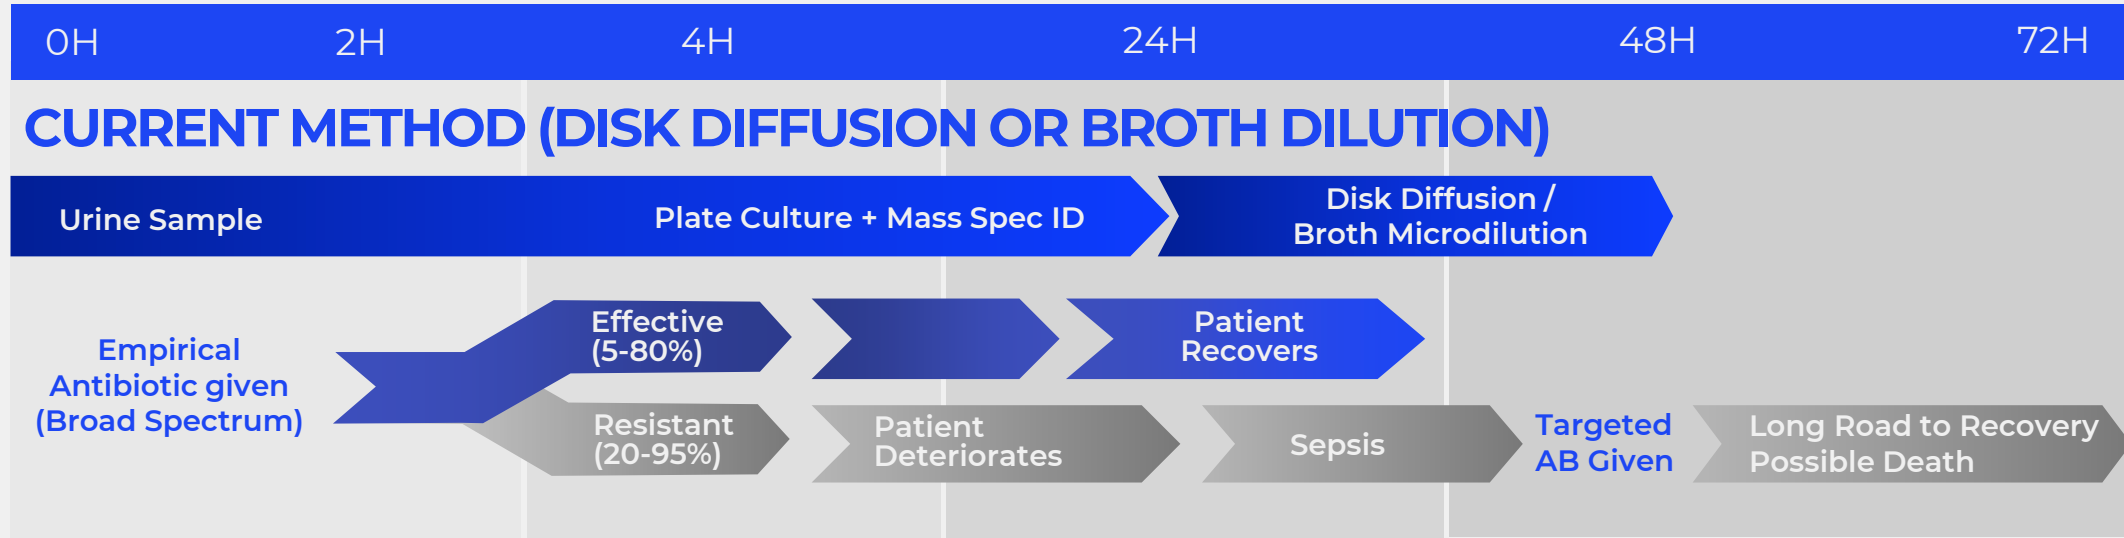 0H 2H 4H 24H 48H 72H
CURRENT METHOD (DISK DIFFUSION OR BROTH DILUTION)
Urine Sample
Plate Culture + Mass Spec ID
Disk Diffusion /
Broth Microdilution
Empirical
Antibiotic given
(Broad Spectrum)
Effective
(5-80%)
Patient
Recovers
Resistant
(20-95%)
Patient
Deteriorates
Sepsis
Targeted
AB Given
Long Road to Recovery
Possible Death